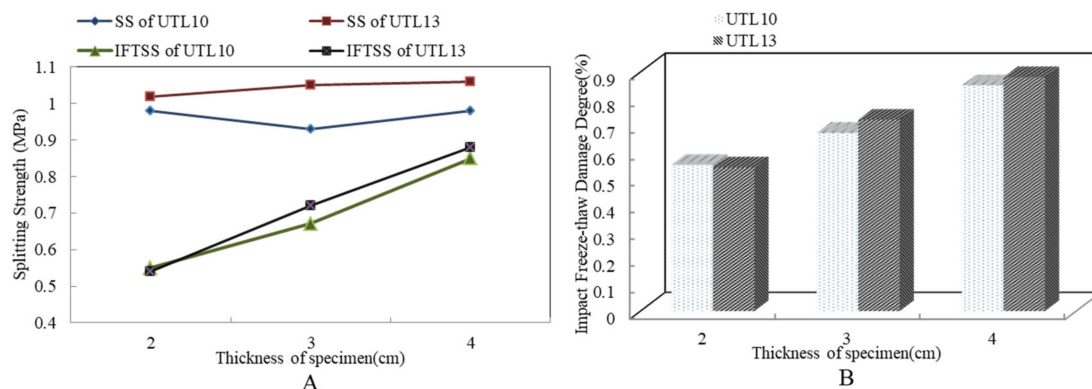 SS of UTL10
SS of UTL13
IFTSS of UTL10
IFTSS of UTL13
Splitting Strength (MPa)
1.1
1
0.9
0.8
0.7
0.6
0.5
0.4
2
3
4
Thickness of specimen(cm)
A
UTL10
UTL13
Impact Freeze-thaw Damage Degree(%)
0.9
0.8
0.7
0.6
0.5
0.4
0.3
0.2
0.1
0
2
3
4
Thickness of specimen(cm)
B